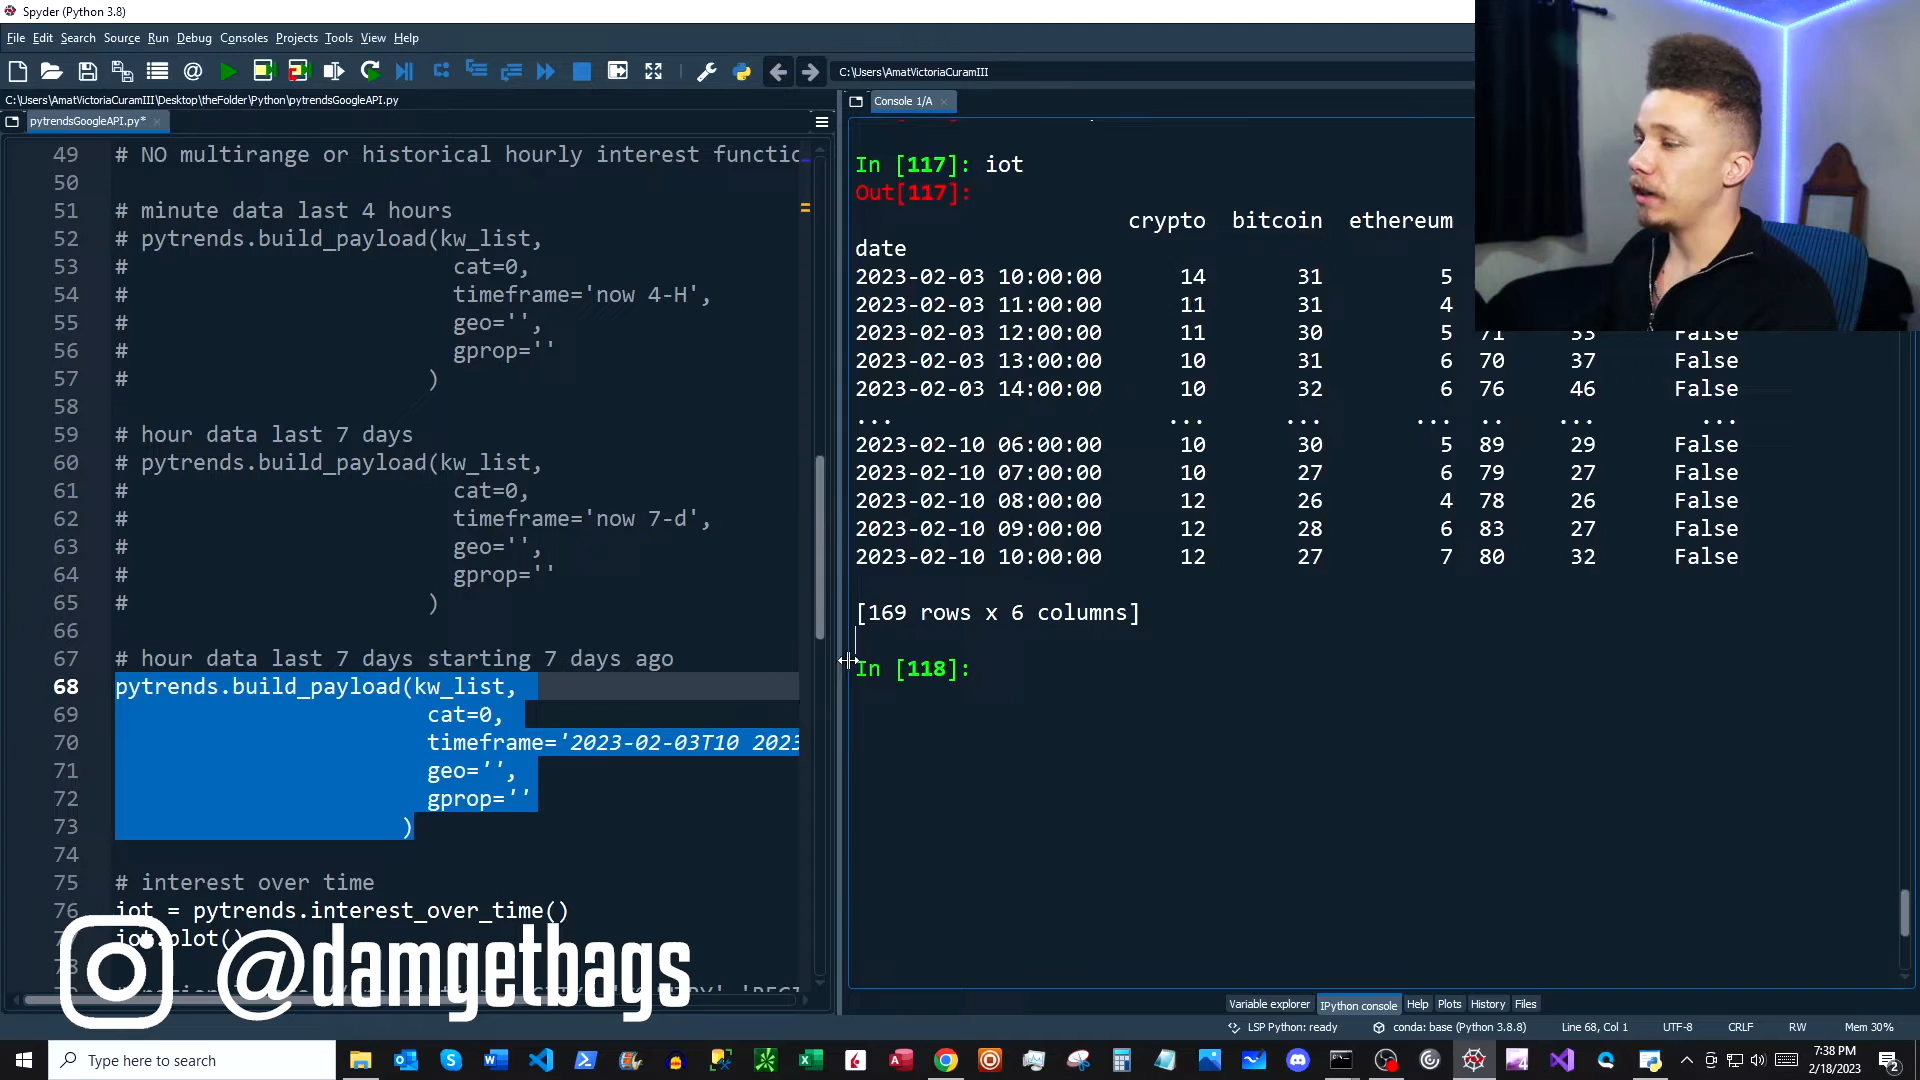 Spyder (Python 3.8)
File Edit Search Source Run Debug Consoles Projects Tools View Help
C:\Users\AmatVictoriaCuramIII
C:\Users\AmatVictoriaCuramIII\Desktop\theFolder\Python\pytrendsGoogleAPI.py
pytrendsGoogleAPI.py*
49 # NO multirange or historical hourly interest functio
50
51 # minute data last 4 hours
52 # pytrends.build_payload(kw_list,
53 # cat=0,
54 # timeframe='now 4-H',
55 # geo='',
56 # gprop=''
57 # )
58
59 # hour data last 7 days
60 # pytrends.build_payload(kw_list,
61 # cat=0,
62 # timeframe='now 7-d',
63 # geo='',
64 # gprop=''
65 # )
66
67 # hour data last 7 days starting 7 days ago
68 pytrends.build_payload(kw_list,
69 cat=0,
70 timeframe='2023-02-03T10 2023
71 geo='',
72 gprop=''
73 )
74
75 # interest over time
76 iot = pytrends.interest_over_time()
iot.plot()
@damgetbags
Console 1/A
In [117]: iot
Out[117]:
crypto bitcoin ethereum
date
2023-02-03 10:00:00 14 31 5
2023-02-03 11:00:00 11 31 4
2023-02-03 12:00:00 11 30 5 71 33 False
2023-02-03 13:00:00 10 31 6 70 37 False
2023-02-03 14:00:00 10 32 6 76 46 False
... ... ... ... .. ... ...
2023-02-10 06:00:00 10 30 5 89 29 False
2023-02-10 07:00:00 10 27 6 79 27 False
2023-02-10 08:00:00 12 26 4 78 26 False
2023-02-10 09:00:00 12 28 6 83 27 False
2023-02-10 10:00:00 12 27 7 80 32 False
[169 rows x 6 columns]
In [118]:
Variable explorer IPython console Help Plots History Files
LSP Python: ready conda: base (Python 3.8.8) Line 68, Col 1 UTF-8 CRLF RW Mem 30%
Type here to search
7:38 PM
2/18/2023